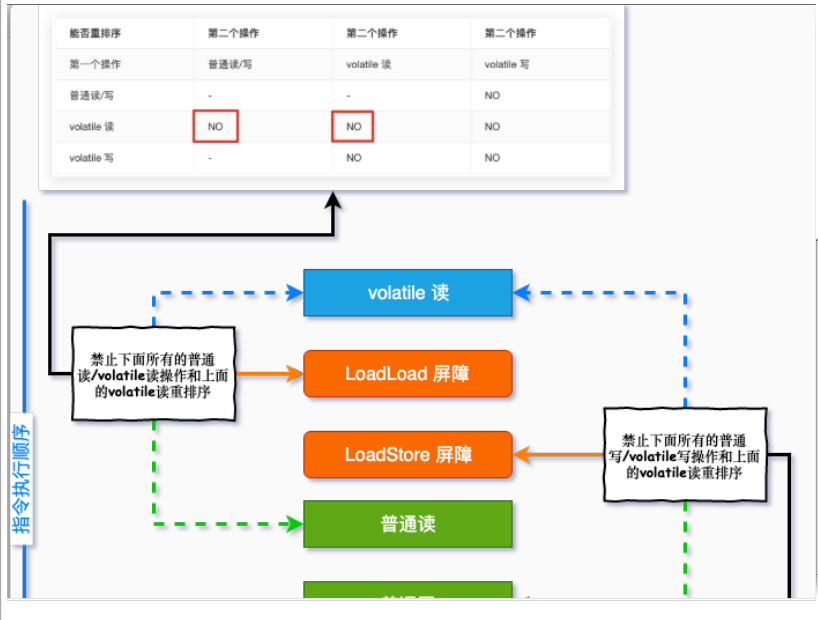 能否重排序 第二个操作 第二个操作 第二个操作
第一个操作 普通读/写 volatile 读 volatile 写
普通读/写 - - NO
volatile 读 NO NO NO
volatile 写 - NO NO
volatile 读
禁止下面所有的普通
读/volatile读操作和上面
的volatile读重排序
LoadLoad 屏障
LoadStore 屏障
禁止下面所有的普通
写/volatile写操作和上面
的volatile读重排序
指令执行顺序
普通读